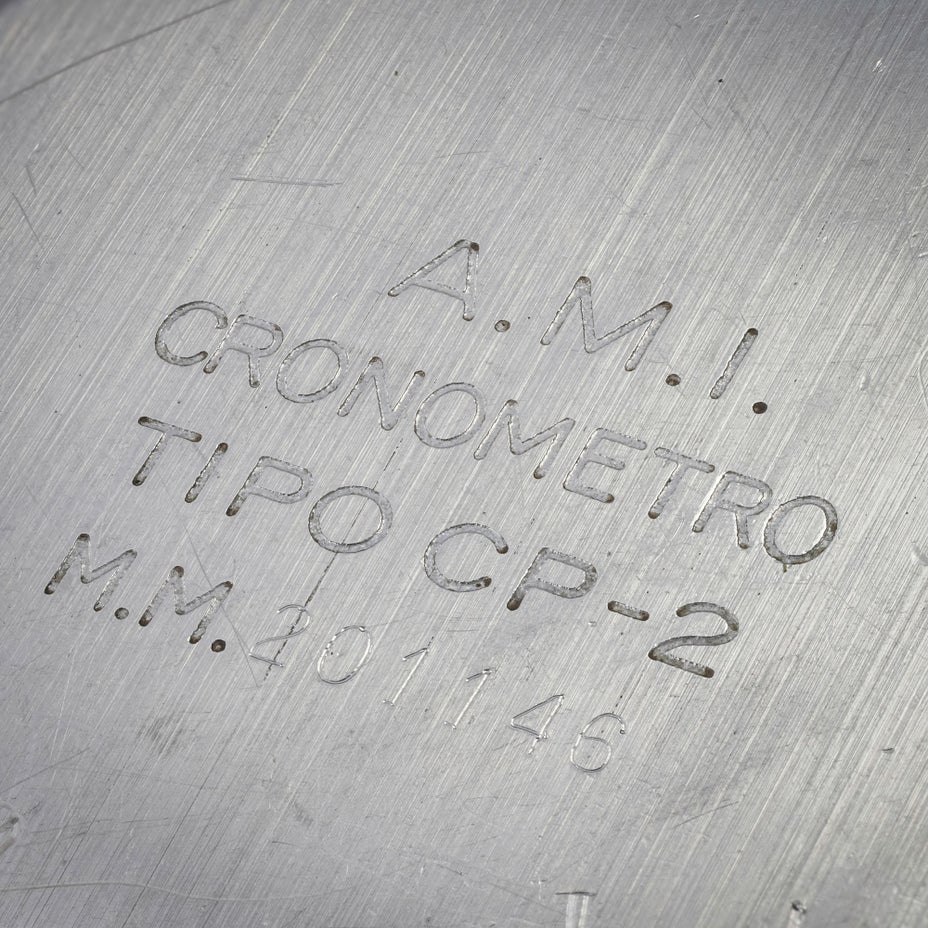 A.M.I.
CRONOMETRO
TIPO CP-2
M.M.201146